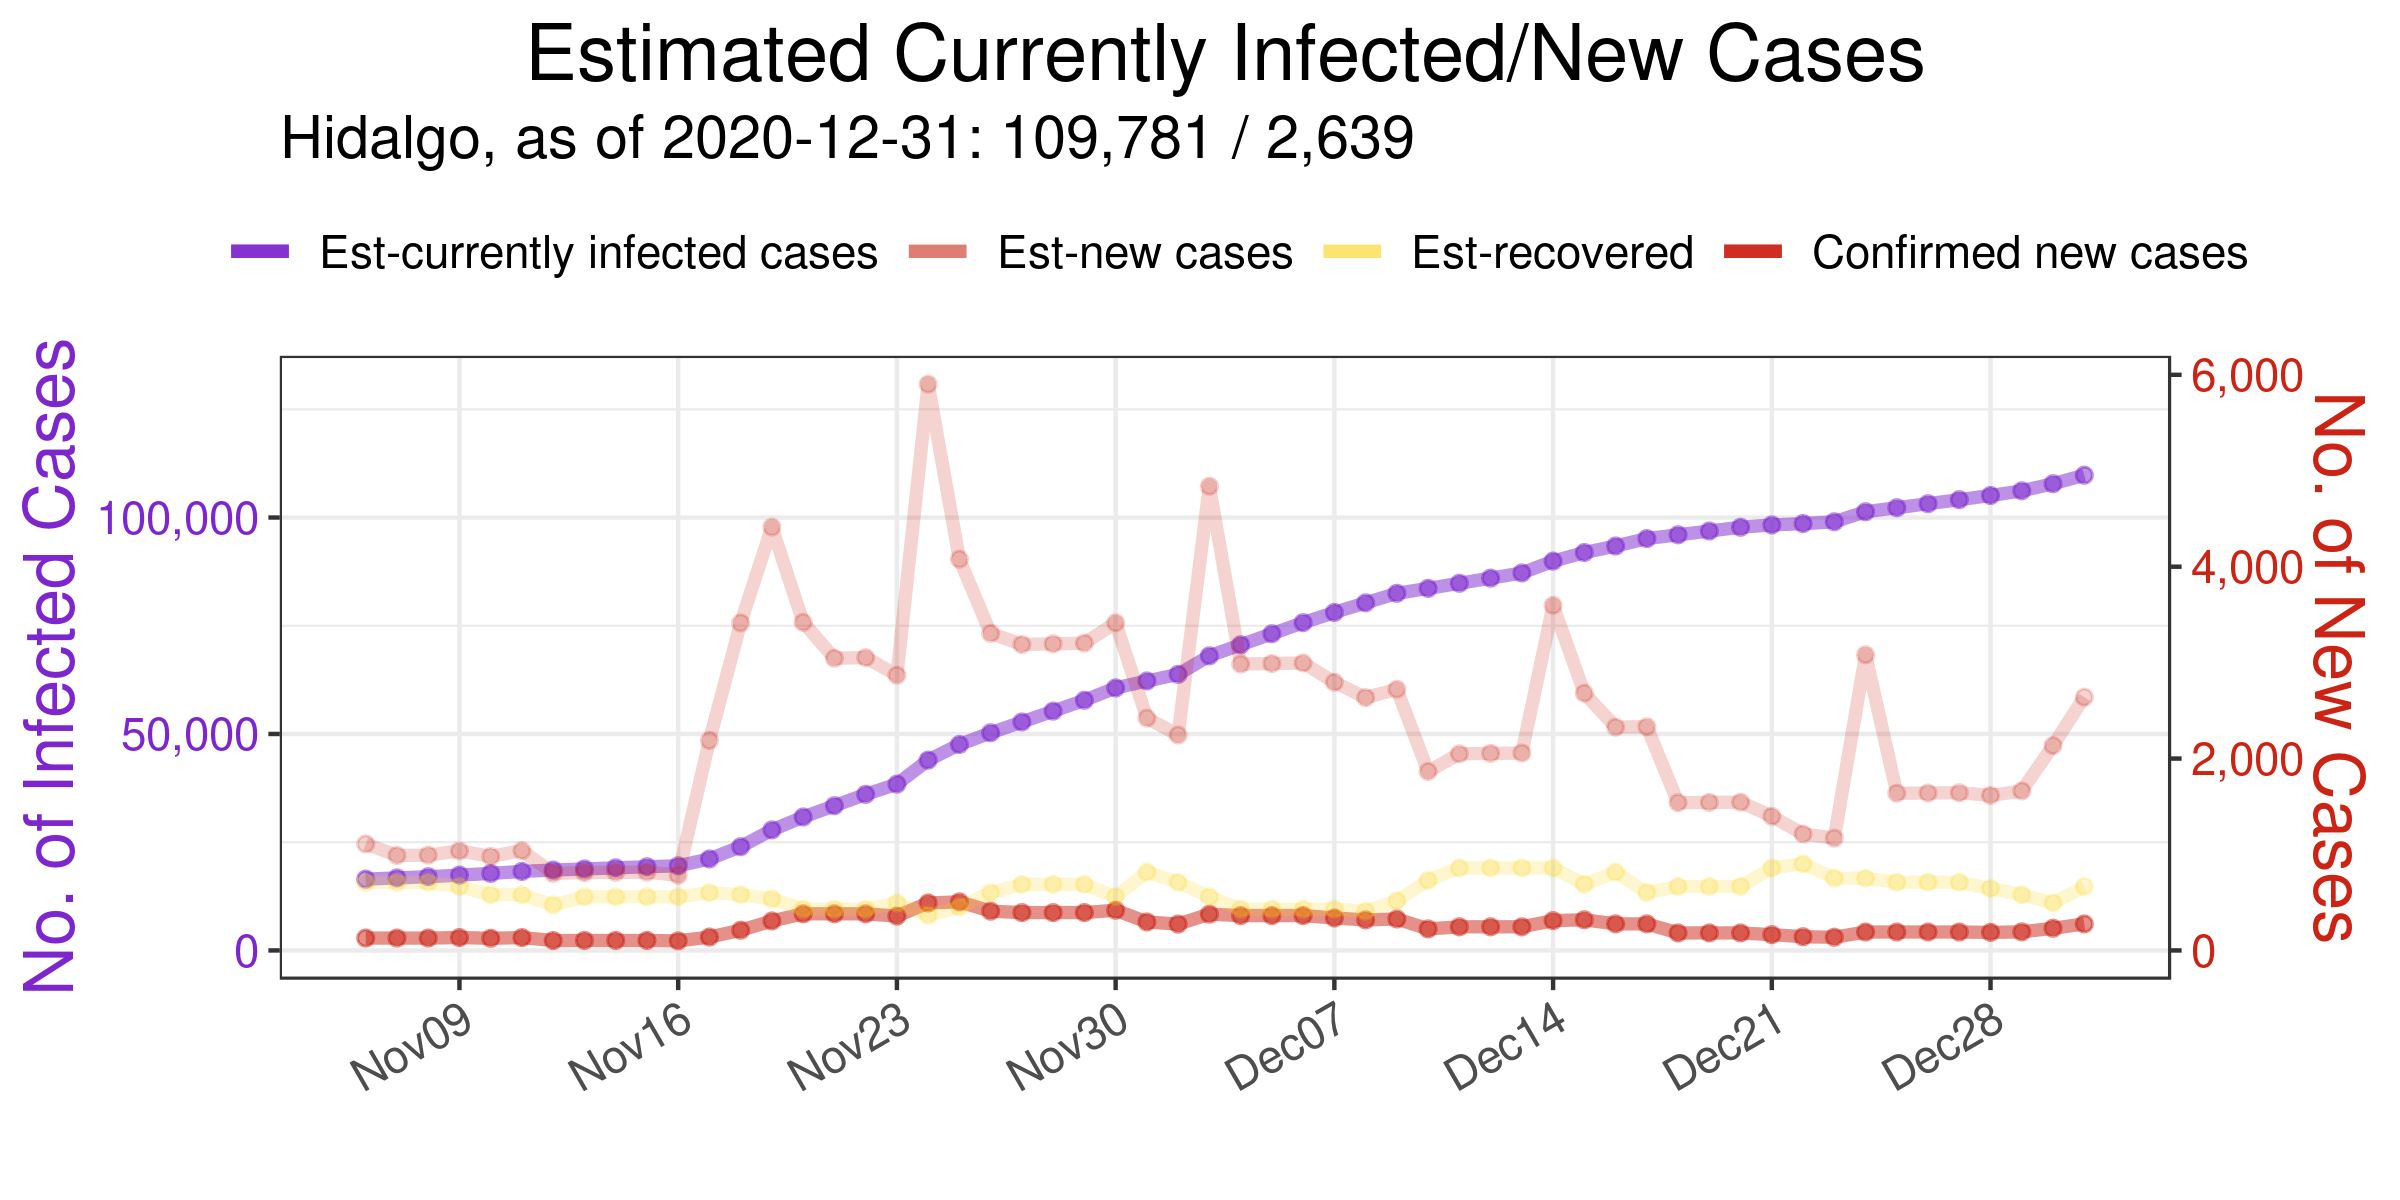 Estimated Currently Infected/New Cases
Hidalgo, as of 2020-12-31: 109,781 / 2,639
Est-currently infected cases Est-new cases Est-recovered Confirmed new cases
No. of Infected Cases
100,000
50,000
0
6,000
4,000
2,000
0
No. of New Cases
Nov09 Nov16 Nov23 Nov30 Dec07 Dec14 Dec21 Dec28